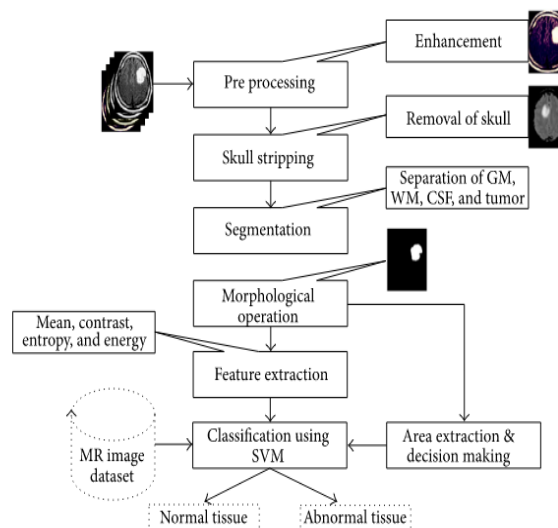 Enhancement
Pre processing
Removal of skull
Skull stripping
Separation of GM,
WM, CSF, and tumor
Segmentation
Morphological
operation
Mean, contrast,
entropy, and energy
Feature extraction
MR image
dataset
Classification using
SVM
Area extraction &
decision making
Normal tissue
Abnormal tissue